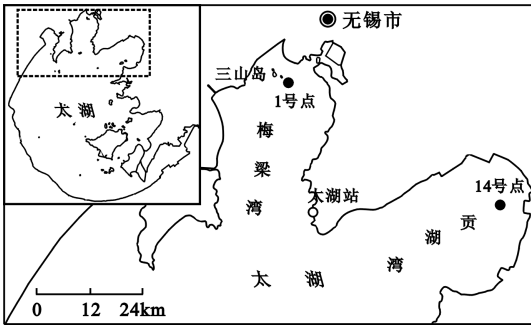 无锡市
三山岛
1号点
太湖
梅梁湾
太湖站
14号点
贡湖湾
太湖
0 12 24km